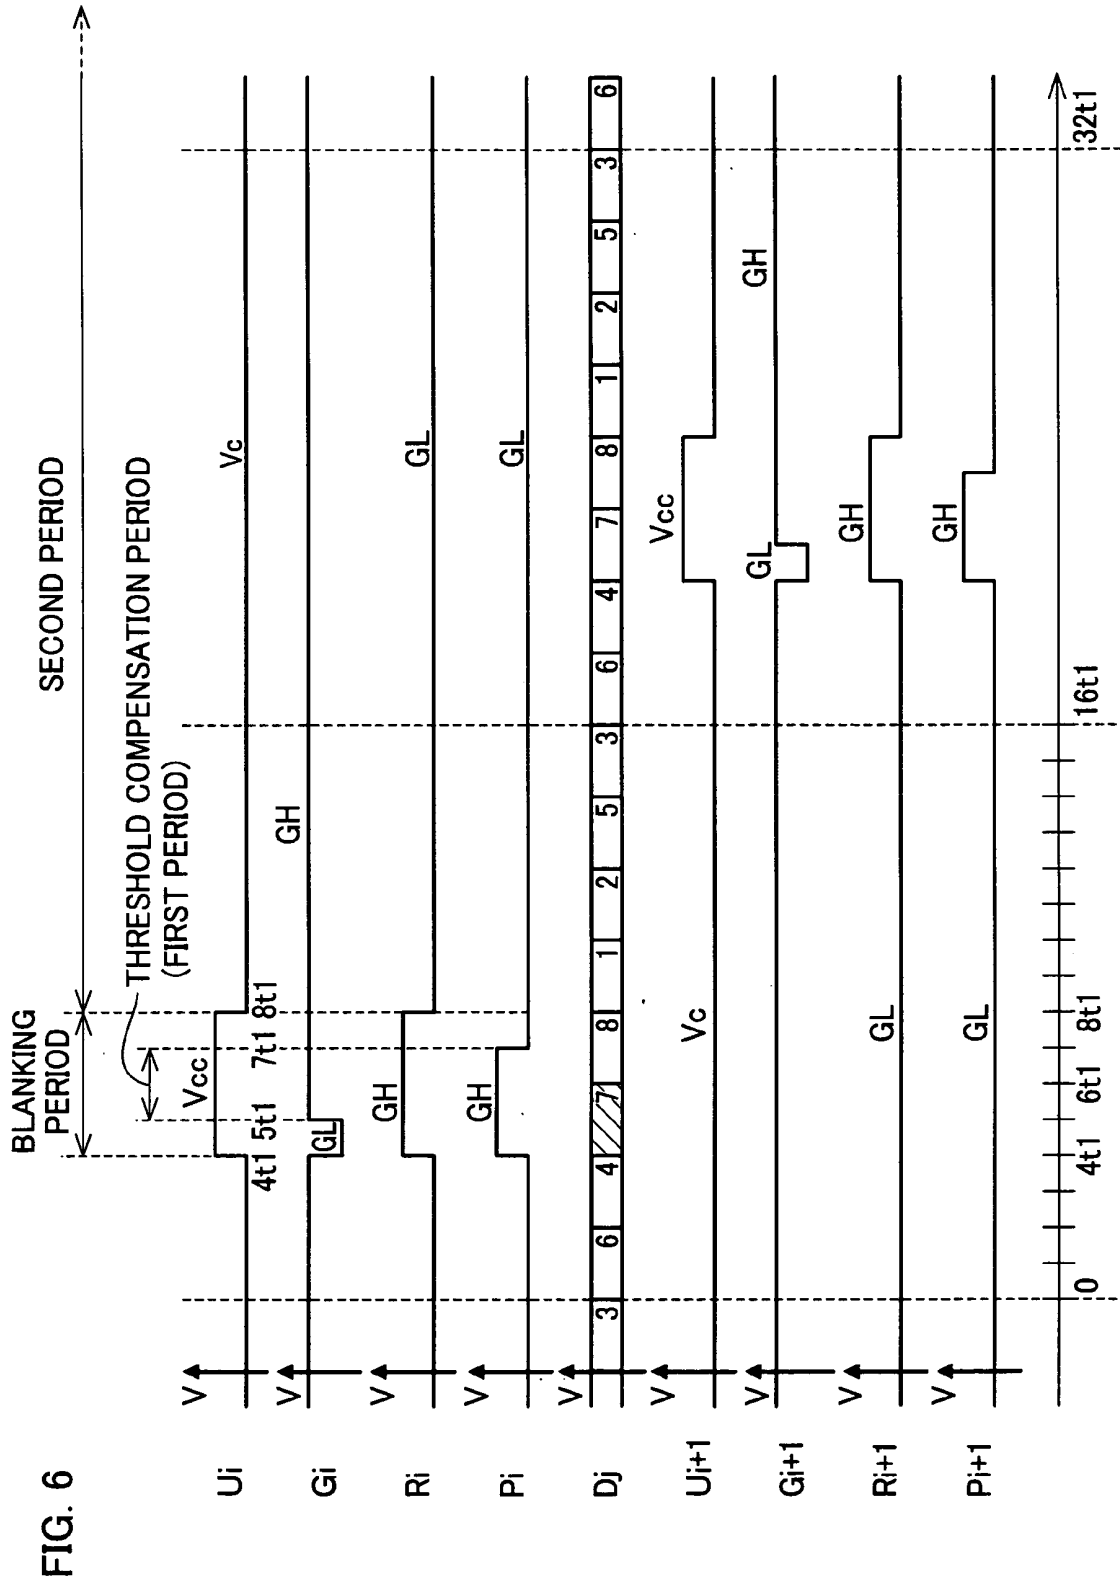 FIG. 6
BLANKING
PERIOD
SECOND PERIOD
THRESHOLD COMPENSATION PERIOD
(FIRST PERIOD)
Ui V Vcc Vc
4t1 5t1 7t1 8t1
Gi V GL GH
Ri V GH GL
Pi V GH GL
Dj V 3 6 4 7 8 1 2 5 3 6 4 7 8 1 2 5 3 6
Ui+1 V Vc Vcc
Gi+1 V GL GH
Ri+1 V GL GH
Pi+1 V GL GH
0 4t1 6t1 8t1 16t1 32t1